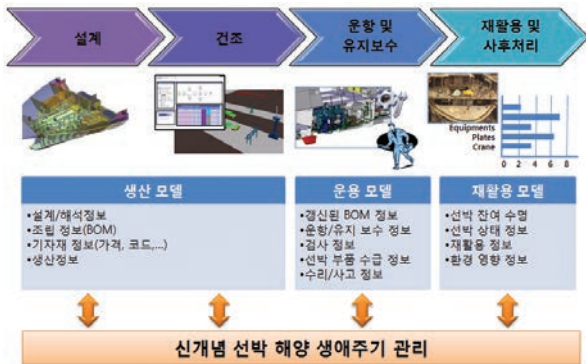 설계
건조
운항 및
유지보수
재활용 및
사후처리
Equipments
Plates
Crane
0 2 4 6 8
생산 모델
•설계/해석정보
•조립 정보(BOM)
•기자재 정보(가격, 코드,...)
•생산정보
운용 모델
•갱신된 BOM 정보
•운항/유지 보수 정보
•검사 정보
•선박 부품 수급 정보
•수리/사고 정보
재활용 모델
•선박 잔여 수명
•선박 상태 정보
•재활용 정보
•환경 영향 정보
신개념 선박 해양 생애주기 관리